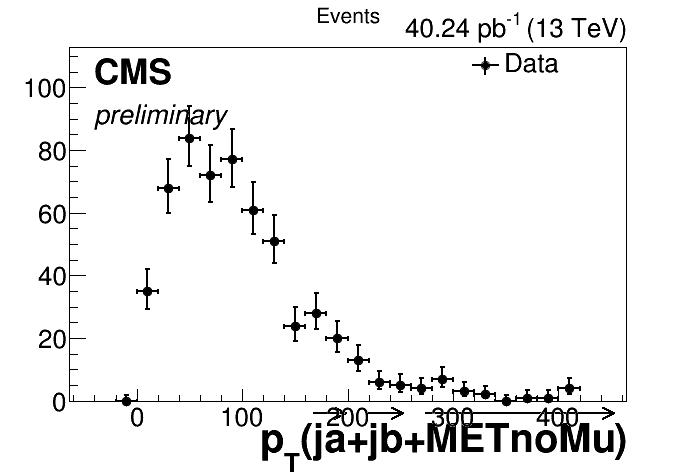 Events
40.24 pb-1 (13 TeV)
CMS
preliminary
Data
100
80
60
40
20
0
0 100 200 300 400
pT(ja+jb+METnoMu)